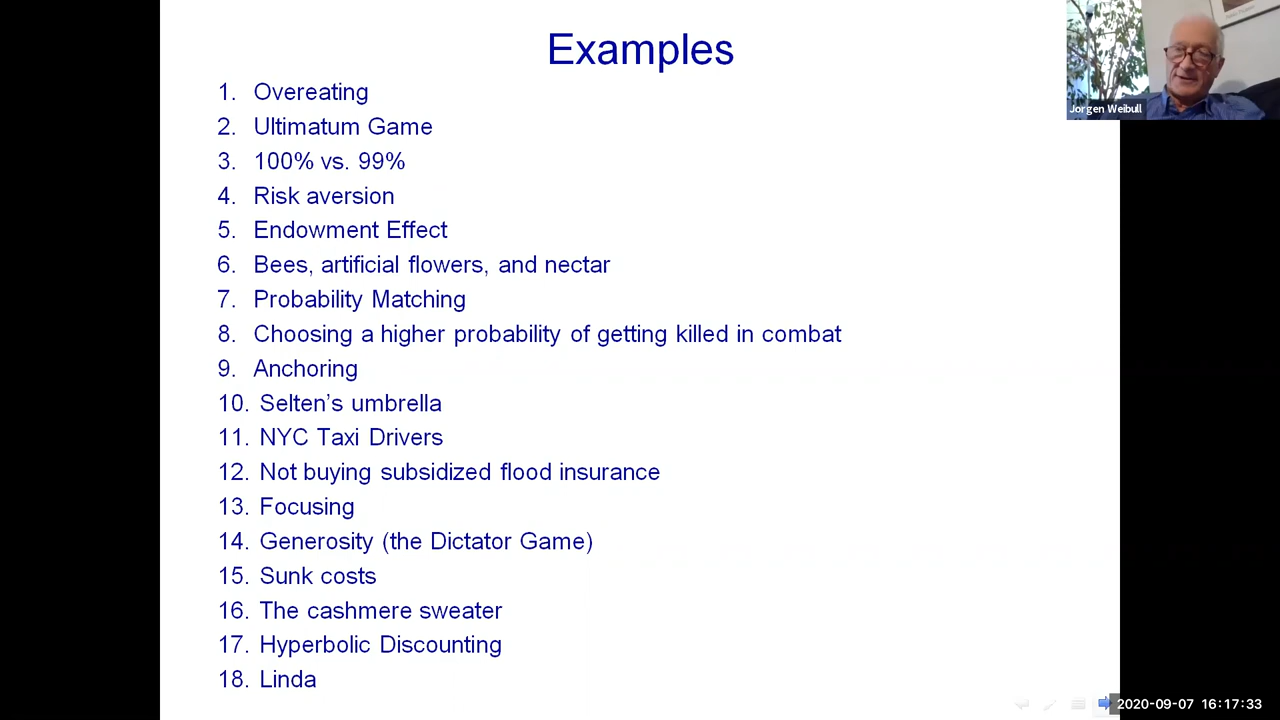 Examples
1. Overeating
2. Ultimatum Game
3. 100% vs. 99%
4. Risk aversion
5. Endowment Effect
6. Bees, artificial flowers, and nectar
7. Probability Matching
8. Choosing a higher probability of getting killed in combat
9. Anchoring
10. Selten’s umbrella
11. NYC Taxi Drivers
12. Not buying subsidized flood insurance
13. Focusing
14. Generosity (the Dictator Game)
15. Sunk costs
16. The cashmere sweater
17. Hyperbolic Discounting
18. Linda
Jorgen Weibull
2020-09-07 16:17:33